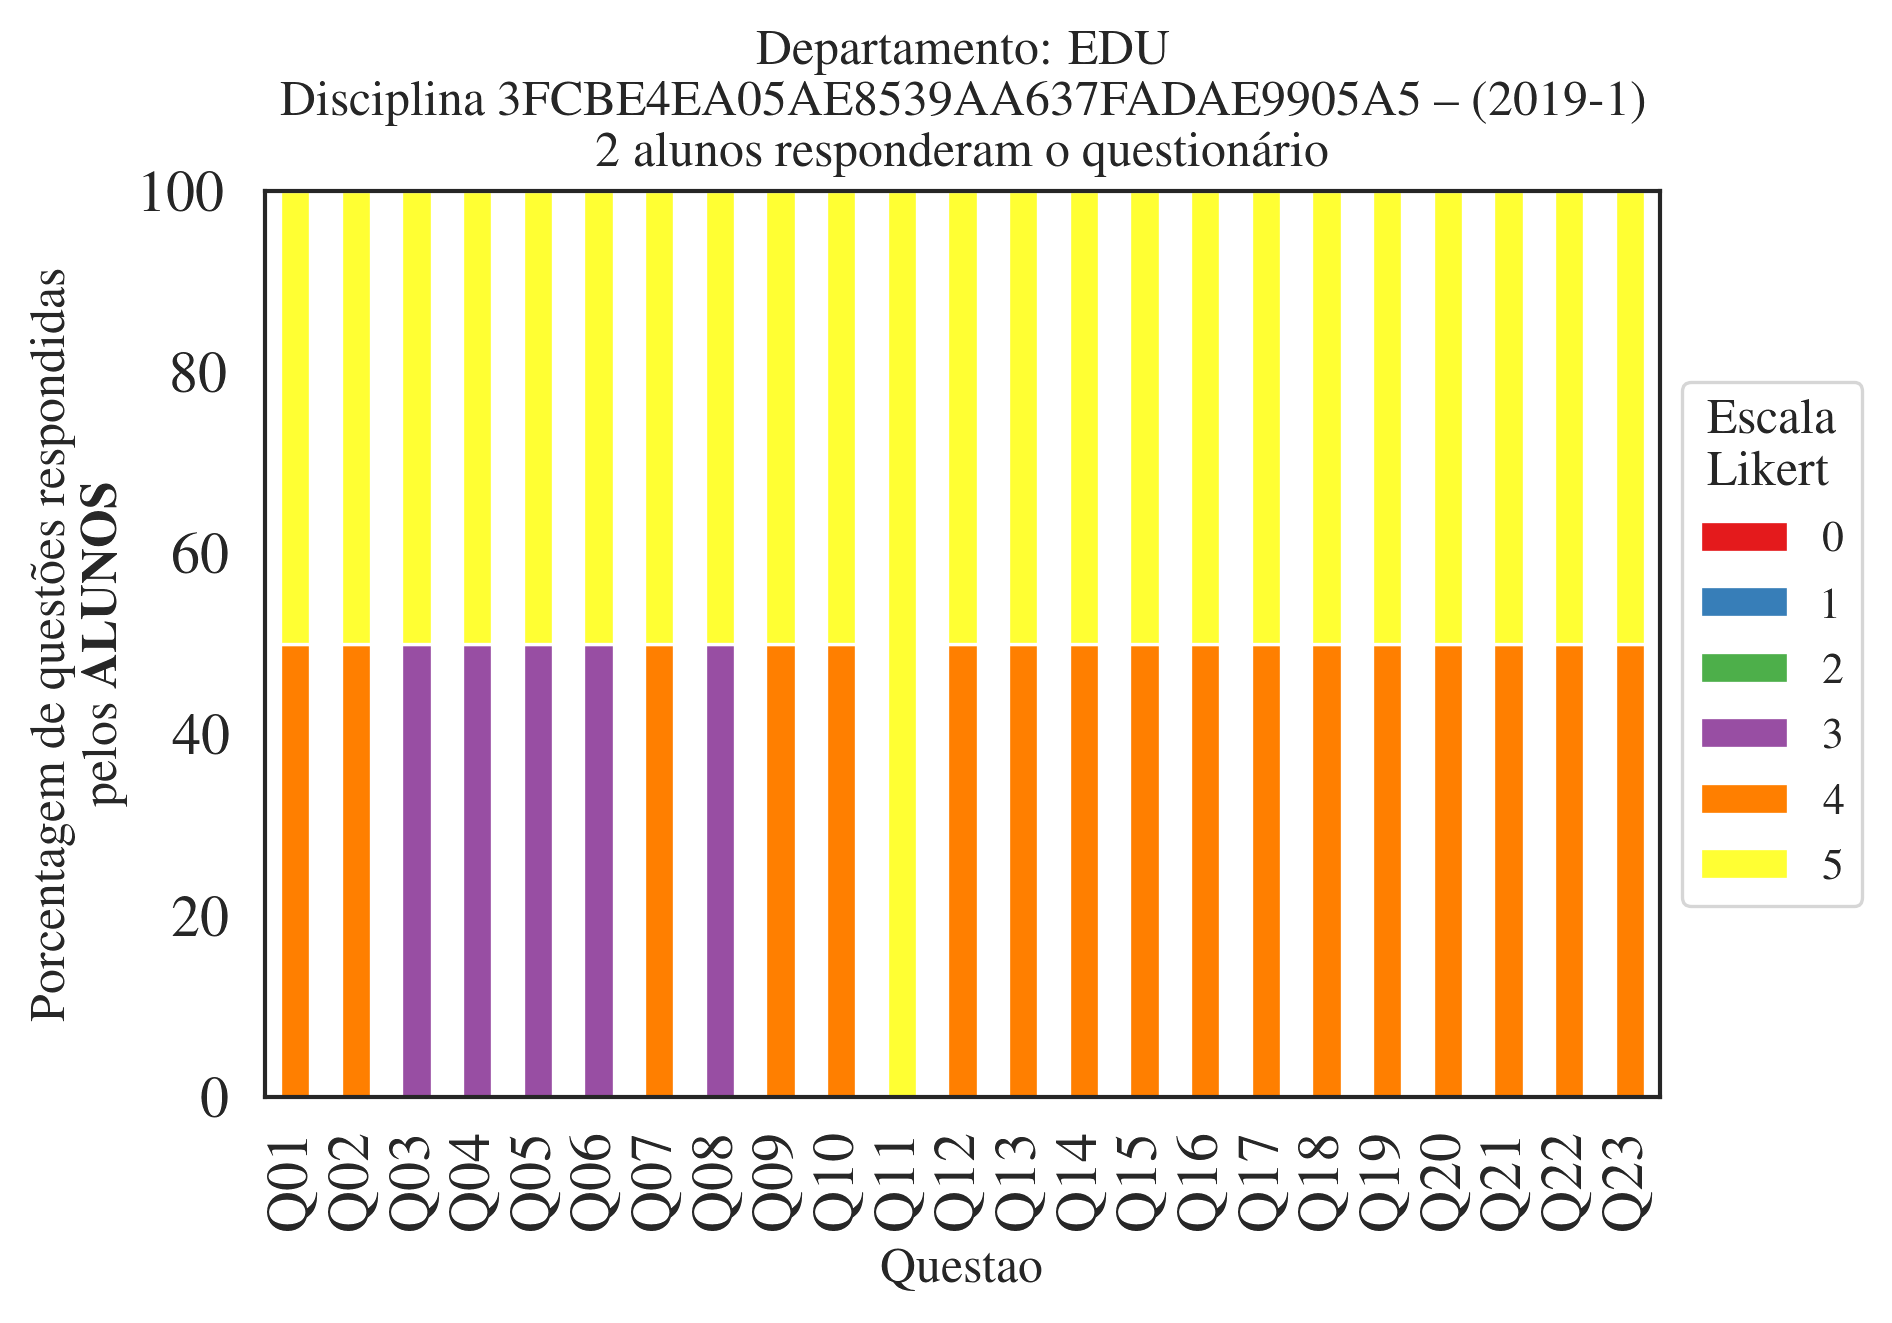 Departamento: EDU
Disciplina 3FCBE4EA05AE8539AA637FADAE9905A5 – (2019-1)
2 alunos responderam o questionário
Porcentagem de questões respondidas
pelos ALUNOS
100
80
60
40
20
0
Q01
Q02
Q03
Q04
Q05
Q06
Q07
Q08
Q09
Q10
Q11
Q12
Q13
Q14
Q15
Q16
Q17
Q18
Q19
Q20
Q21
Q22
Q23
Questao
Escala
Likert
0
1
2
3
4
5